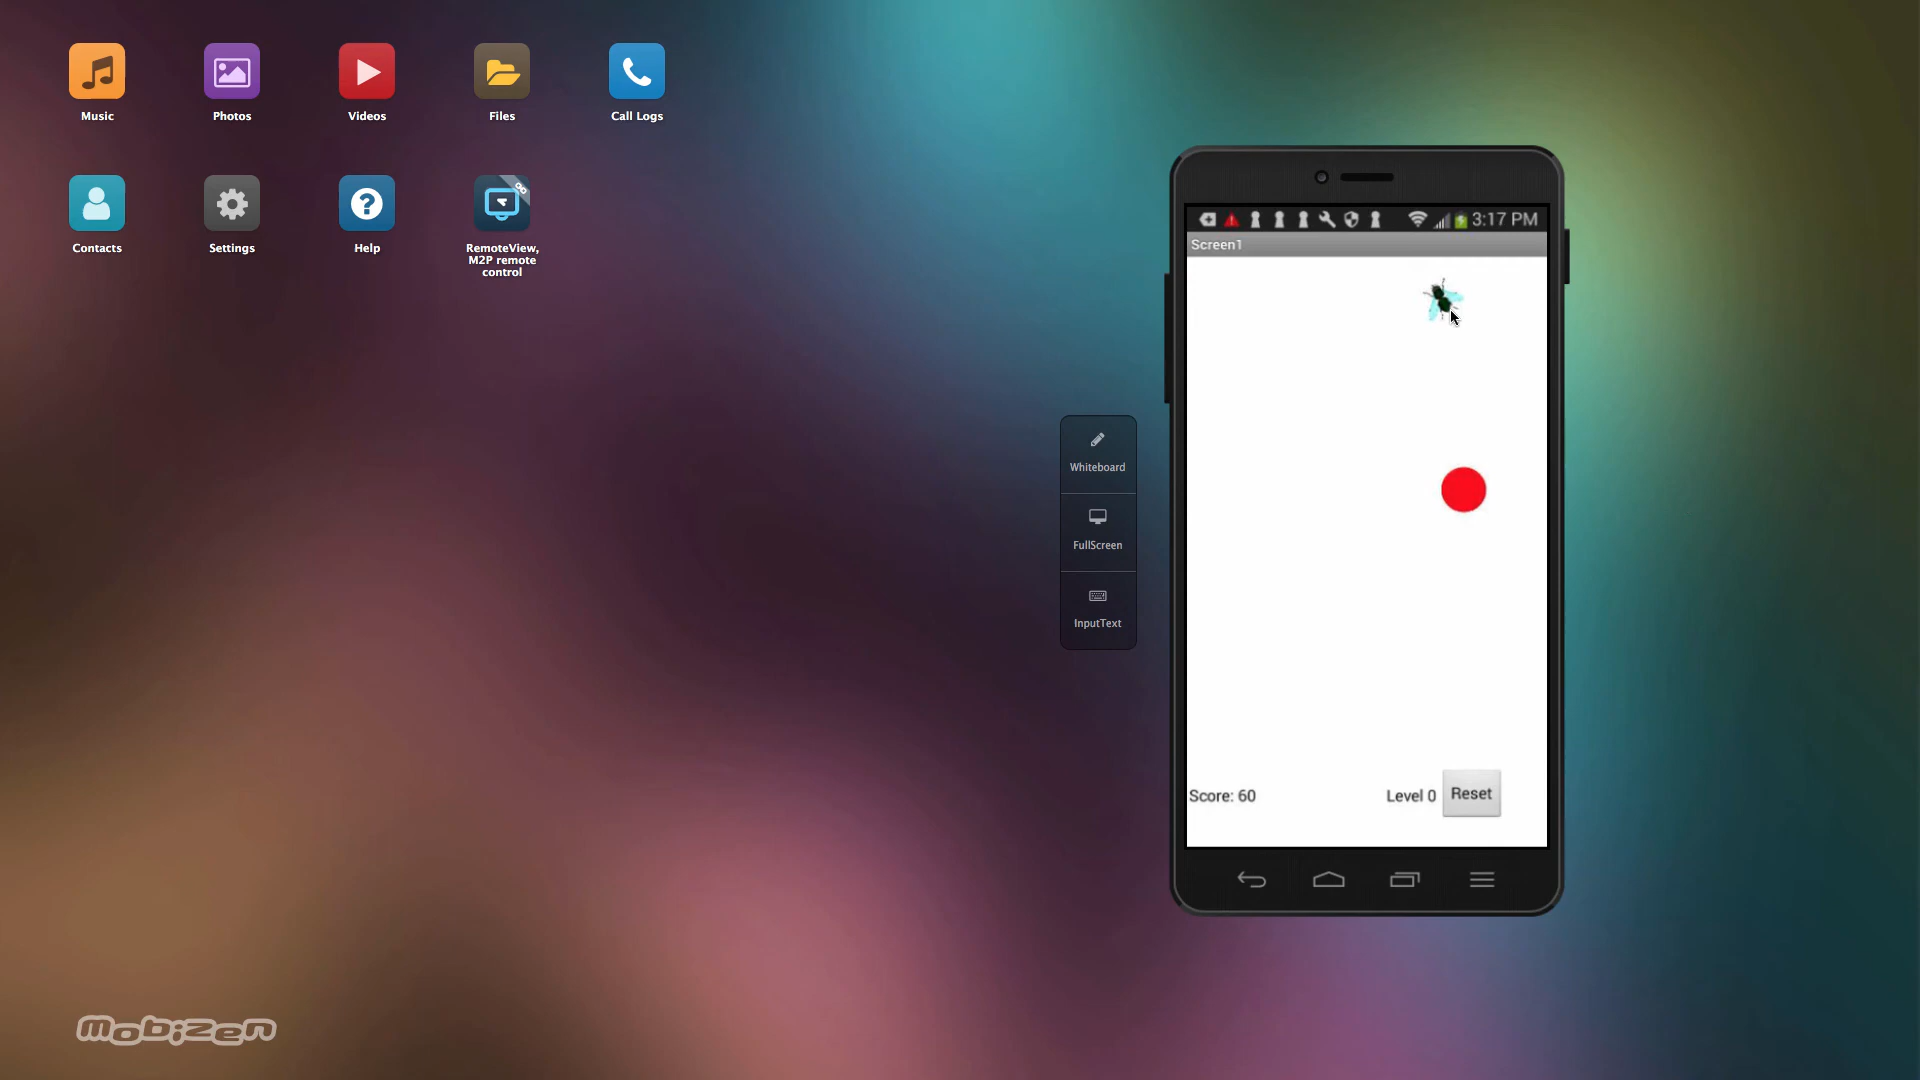 Music
Photos
Videos
Files
Call Logs
Contacts
Settings
Help
RemoteView,
M2P remote
control
Whiteboard
FullScreen
InputText
3:17 PM
Screen1
Score: 60
Level 0
Reset
mobizen